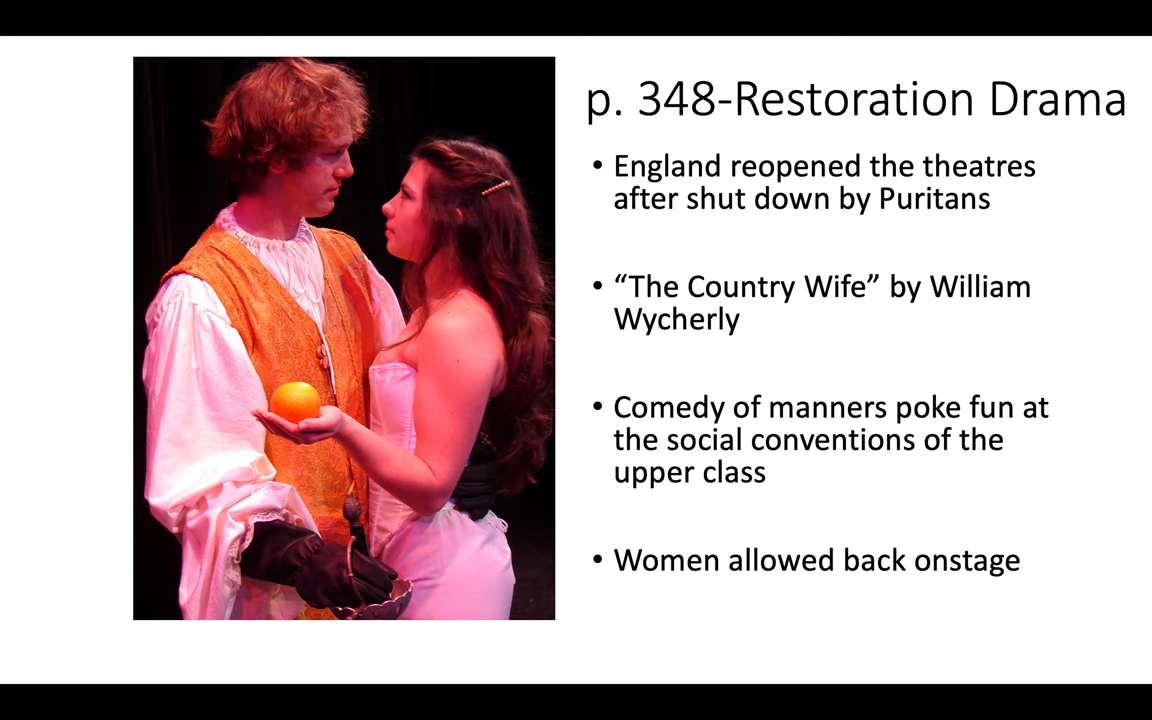 p. 348-Restoration Drama
• England reopened the theatres
after shut down by Puritans
• “The Country Wife” by William
Wycherly
• Comedy of manners poke fun at
the social conventions of the
upper class
• Women allowed back onstage